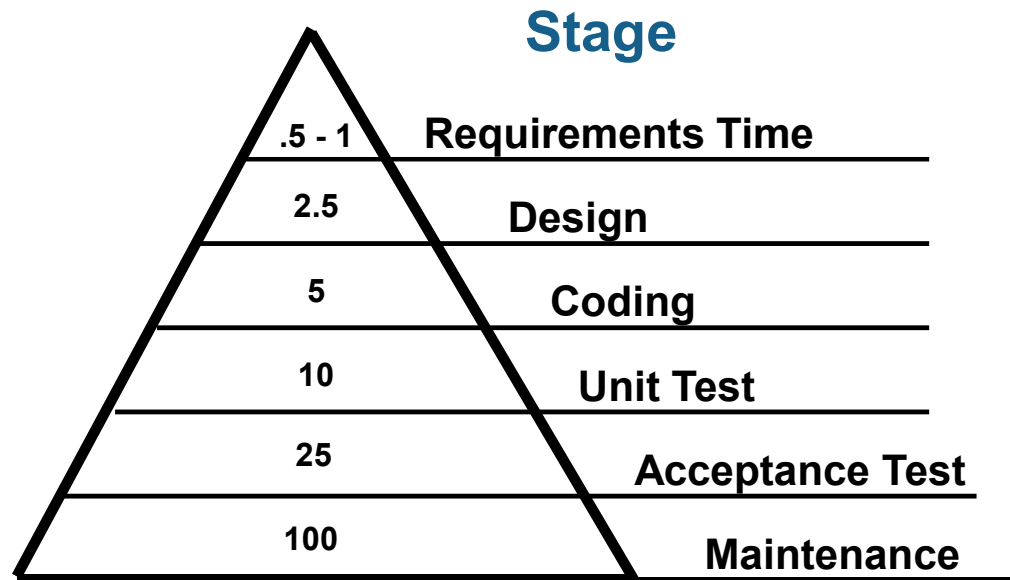 Stage
.5 - 1 Requirements Time
2.5 Design
5 Coding
10 Unit Test
25 Acceptance Test
100 Maintenance